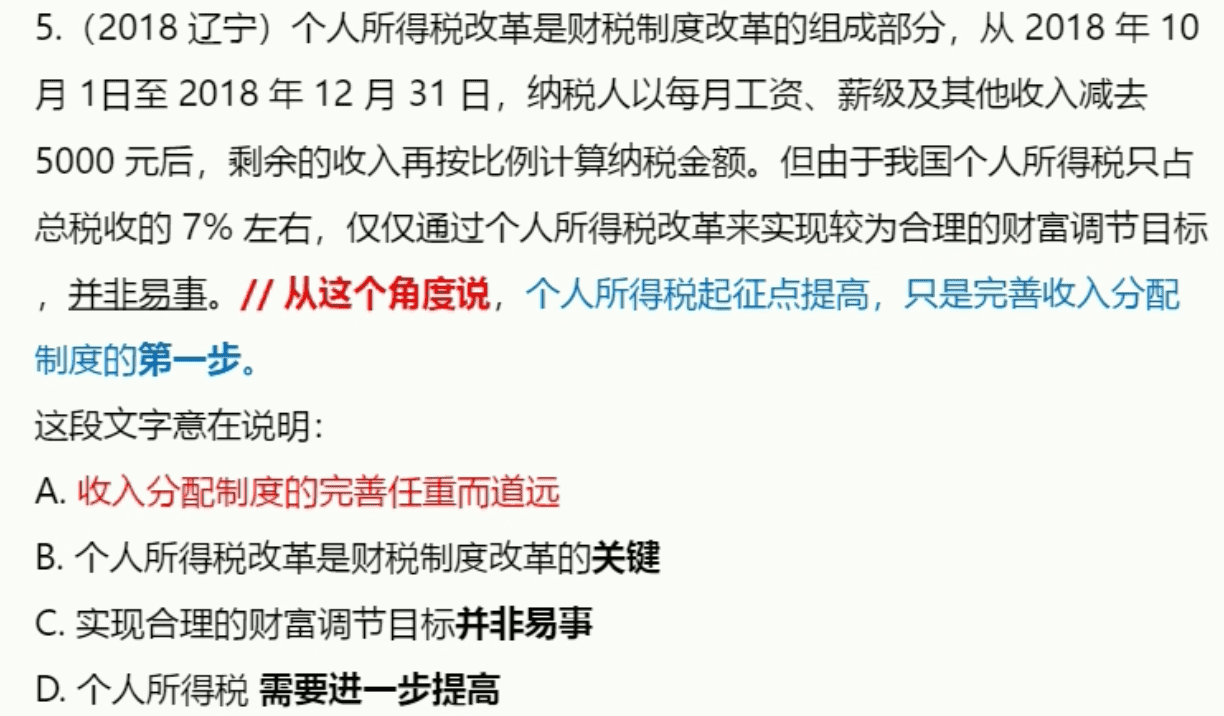 5.（2018 辽宁）个人所得税改革是财税制度改革的组成部分，从 2018 年 10
月 1日至 2018 年 12 月 31 日，纳税人以每月工资、薪级及其他收入减去
5000 元后，剩余的收入再按比例计算纳税金额。但由于我国个人所得税只占
总税收的 7% 左右，仅仅通过个人所得税改革来实现较为合理的财富调节目标
，并非易事。// 从这个角度说，个人所得税起征点提高，只是完善收入分配
制度的第一步。
这段文字意在说明：
A. 收入分配制度的完善任重而道远
B. 个人所得税改革是财税制度改革的关键
C. 实现合理的财富调节目标并非易事
D. 个人所得税 需要进一步提高